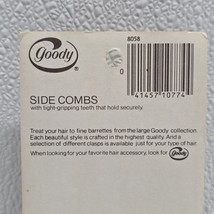 8058
goody®
0
41457 10774
SIDE COMBS
with tight-gripping teeth that hold securely.
Treat your hair to fine barrettes from the large Goody collection.
Each beautiful style is crafted in the highest quality. And a
selection of different clasps is available just for your type of hair.
When looking for your favorite hair accessory, look for goody®